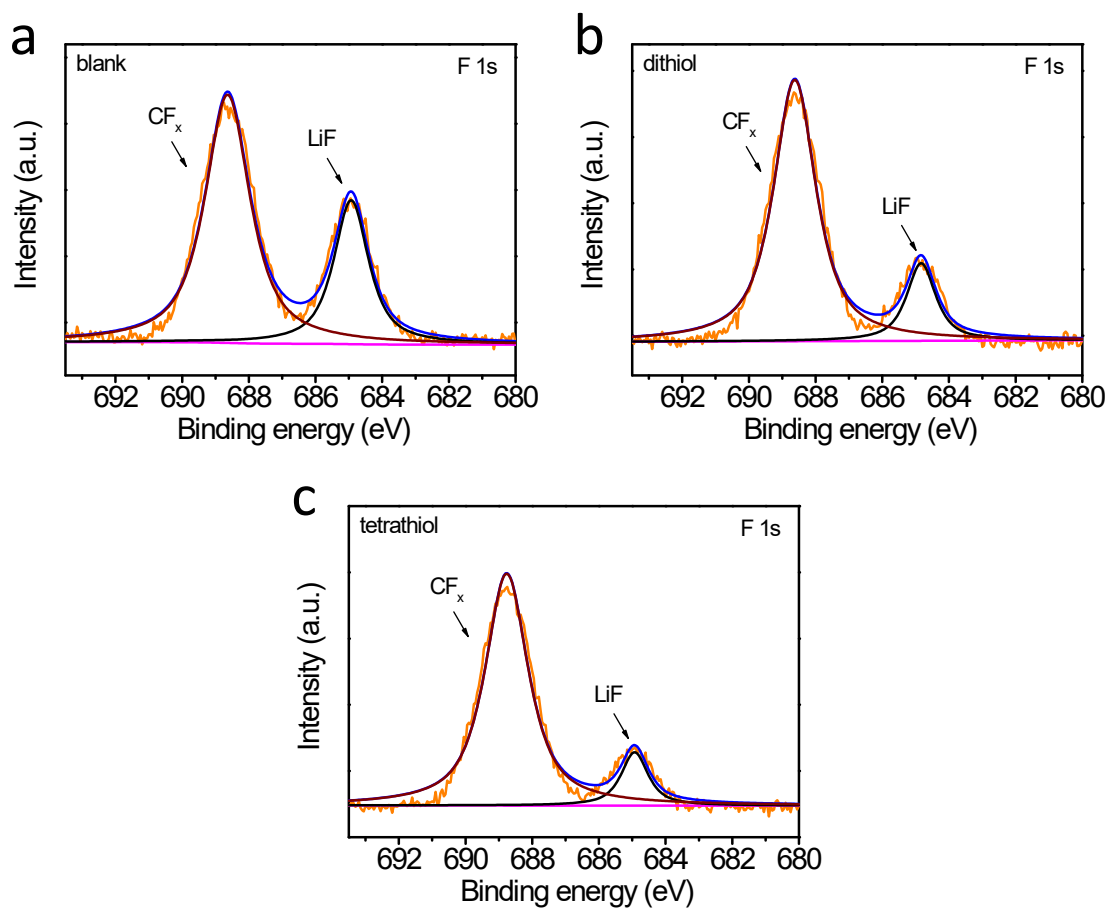 a
blank
F 1s
CFx
LiF
Intensity (a.u.)
692 690 688 686 684 682 680
Binding energy (eV)
b
dithiol
F 1s
CFx
LiF
Intensity (a.u.)
692 690 688 686 684 682 680
Binding energy (eV)
c
tetrathiol
F 1s
CFx
LiF
Intensity (a.u.)
692 690 688 686 684 682 680
Binding energy (eV)